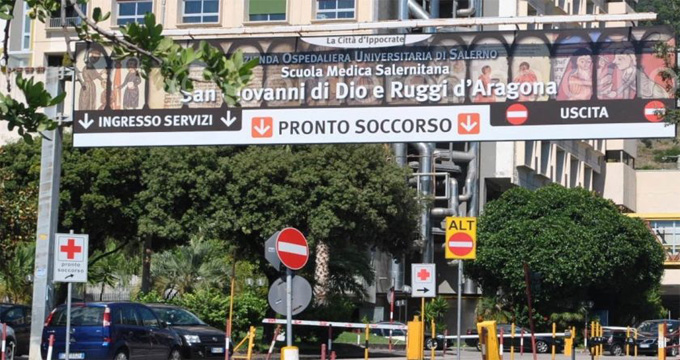 La Città d'Ippocrate
AZIENDA OSPEDALIERA UNIVERSITARIA DI SALERNO
Scuola Medica Salernitana
San Giovanni di Dio e Ruggi d'Aragona
INGRESSO SERVIZI
PRONTO SOCCORSO
USCITA
ALT
pronto
soccorso